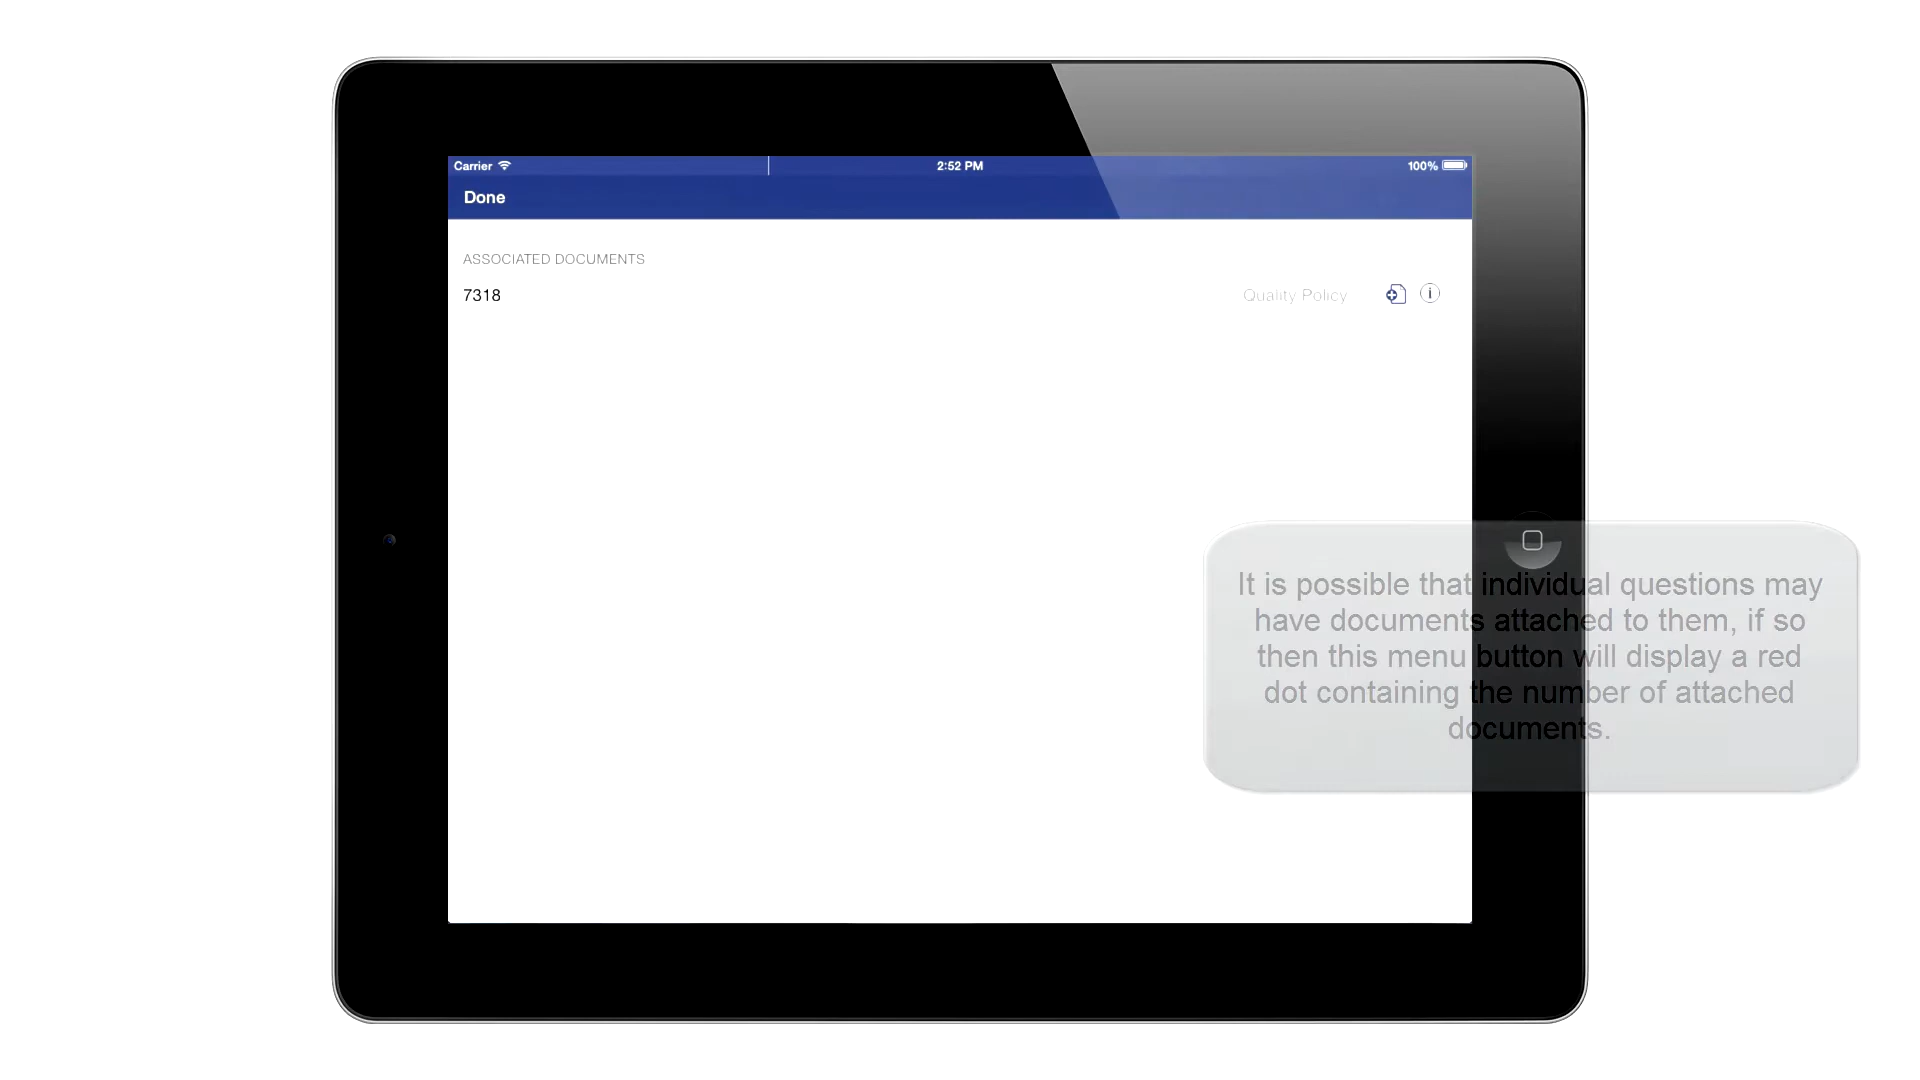 Carrier 2:52 PM 100%
Done
ASSOCIATED DOCUMENTS
7318 Quality Policy
It is possible that individual questions may
have documents attached to them, if so
then this menu button will display a red
dot containing the number of attached
documents.